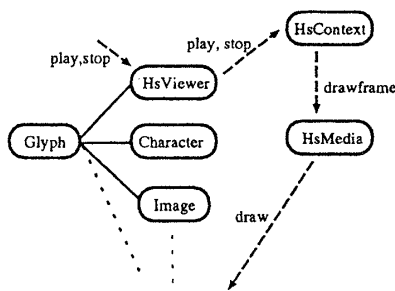 HsContext
play, stop
play,stop
HsViewer
drawframe
Glyph
Character
HsMedia
Image
draw